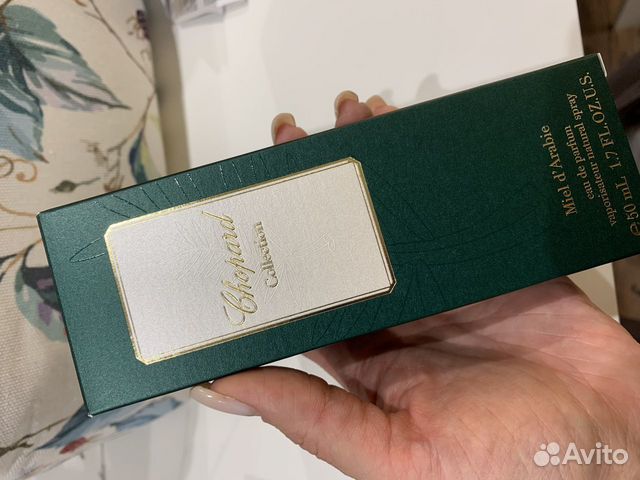 Chopard
Collection
Miel d'Arabie
eau de parfum
vaporisateur natural spray
℮50 mL 1.7 FL.OZ.U.S.
Avito